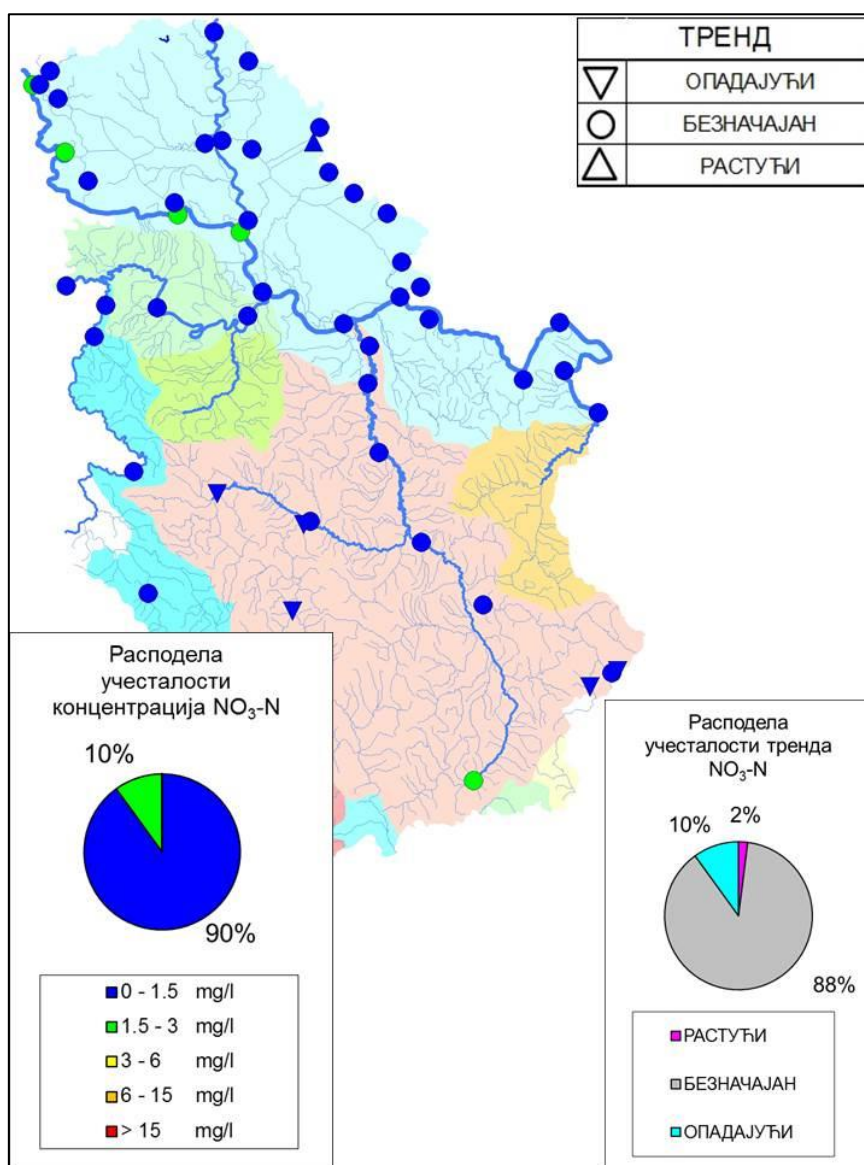 ТРЕНД
ОПАДАЈУЋИ
БЕЗНАЧАЈАН
РАСТУЋИ
Расподела
учесталости
концентрација NO₃-N
10%
90%
0 - 1.5 mg/l
1.5 - 3 mg/l
3 - 6 mg/l
6 - 15 mg/l
> 15 mg/l
Расподела
учесталости тренда
NO₃-N
10%
2%
88%
РАСТУЋИ
БЕЗНАЧАЈАН
ОПАДАЈУЋИ